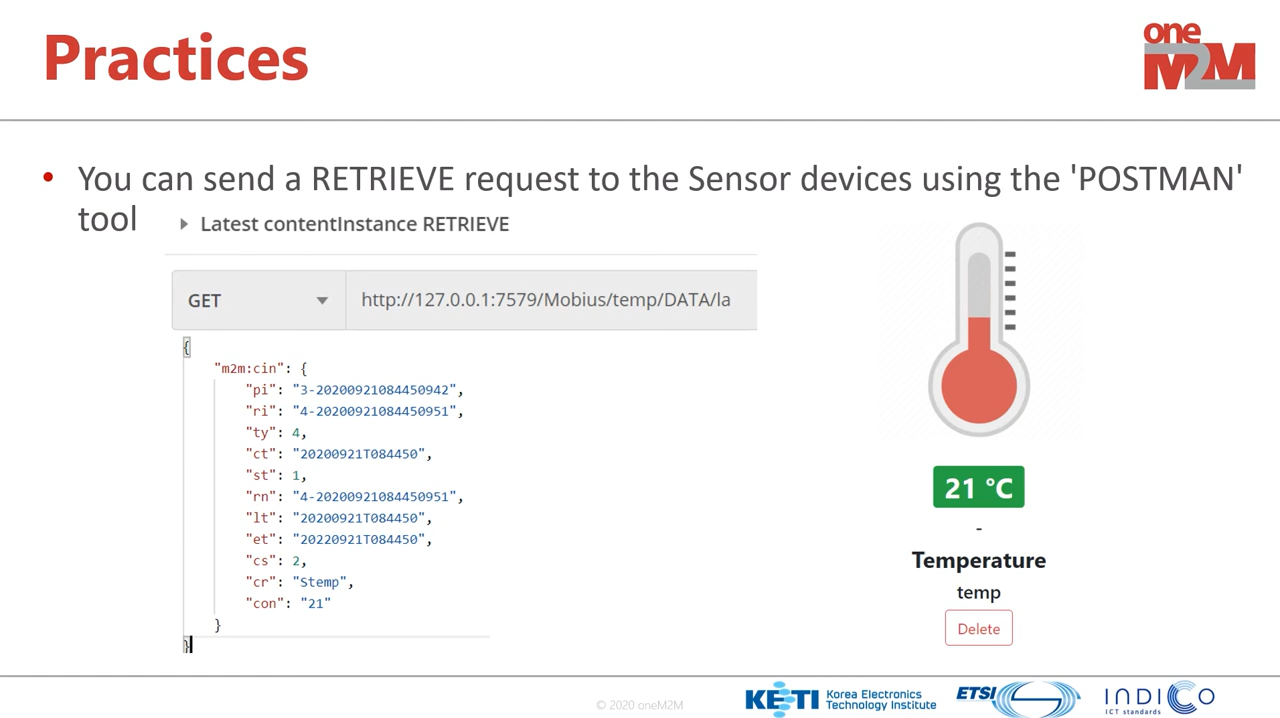 Practices
one
M2M
• You can send a RETRIEVE request to the Sensor devices using the 'POSTMAN'
tool
Latest contentInstance RETRIEVE
GET
http://127.0.0.1:7579/Mobius/temp/DATA/la
{
"m2m:cin": {
"pi": "3-20200921084450942",
"ri": "4-20200921084450951",
"ty": 4,
"ct": "20200921T084450",
"st": 1,
"rn": "4-20200921084450951",
"lt": "20200921T084450",
"et": "20220921T084450",
"cs": 2,
"cr": "Stemp",
"con": "21"
}
}
21 °C
-
Temperature
temp
Delete
© 2020 oneM2M
KETI
Korea Electronics
Technology Institute
ETSI
INDICO
ICT standards